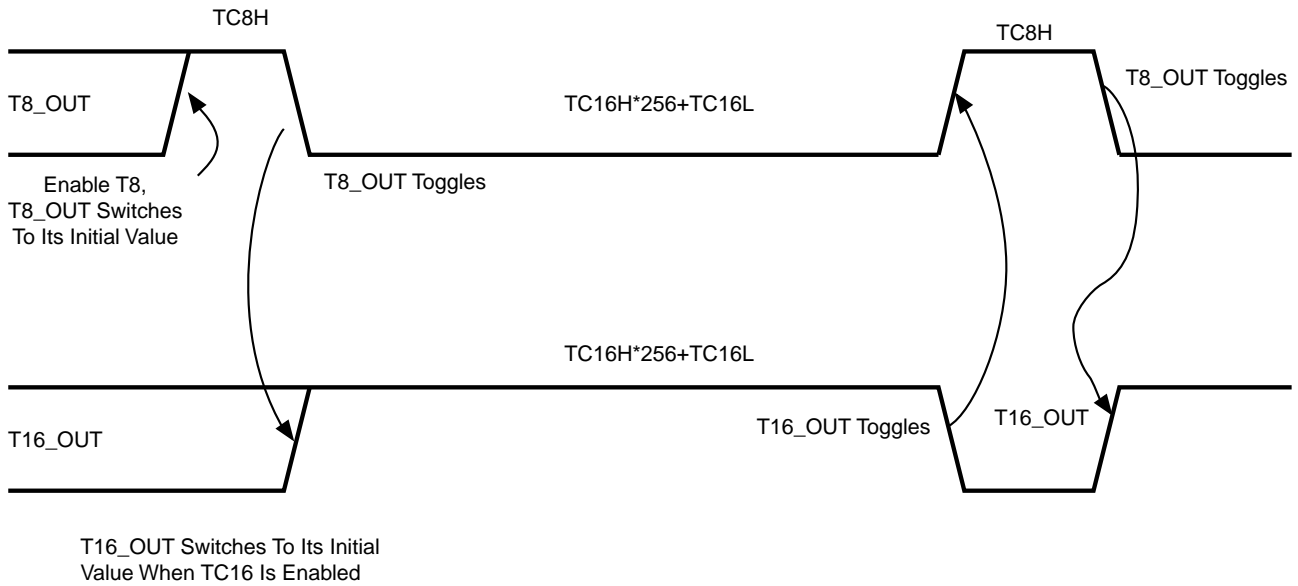 TC8H
TC8H
T8_OUT
TC16H*256+TC16L
T8_OUT Toggles
Enable T8,
T8_OUT Switches
To Its Initial Value
T8_OUT Toggles
TC16H*256+TC16L
T16_OUT
T16_OUT Toggles
T16_OUT
T16_OUT Switches To Its Initial
Value When TC16 Is Enabled